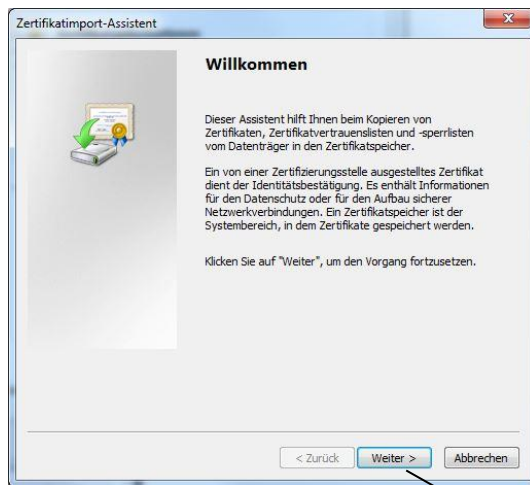 Zertifikatimport-Assistent
Willkommen
Dieser Assistent hilft Ihnen beim Kopieren von
Zertifikaten, Zertifikatvertrauenslisten und -sperrlisten
vom Datenträger in den Zertifikatspeicher.
Ein von einer Zertifizierungsstelle ausgestelltes Zertifikat
dient der Identitätsbestätigung. Es enthält Informationen
für den Datenschutz oder für den Aufbau sicherer
Netzwerkverbindungen. Ein Zertifikatspeicher ist der
Systembereich, in dem Zertifikate gespeichert werden.
Klicken Sie auf "Weiter", um den Vorgang fortzusetzen.
< Zurück Weiter > Abbrechen